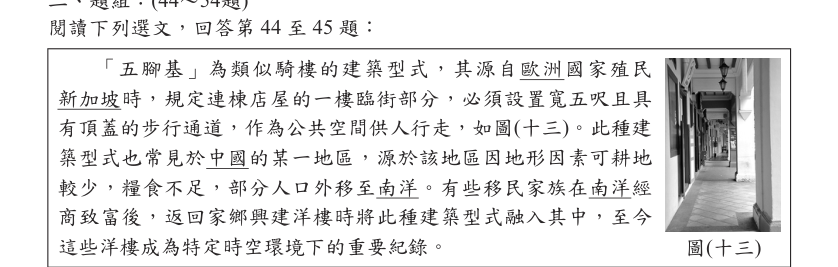 二、題組：(44～54題)
閱讀下列選文，回答第 44 至 45 題：
「五腳基」為類似騎樓的建築型式，其源自歐洲國家殖民
新加坡時，規定連棟店屋的一樓臨街部分，必須設置寬五呎且具
有頂蓋的步行通道，作為公共空間供人行走，如圖(十三)。此種建
築型式也常見於中國的某一地區，源於該地區因地形因素可耕地
較少，糧食不足，部分人口外移至南洋。有些移民家族在南洋經
商致富後，返回家鄉興建洋樓時將此種建築型式融入其中，至今
這些洋樓成為特定時空環境下的重要紀錄。
圖(十三)